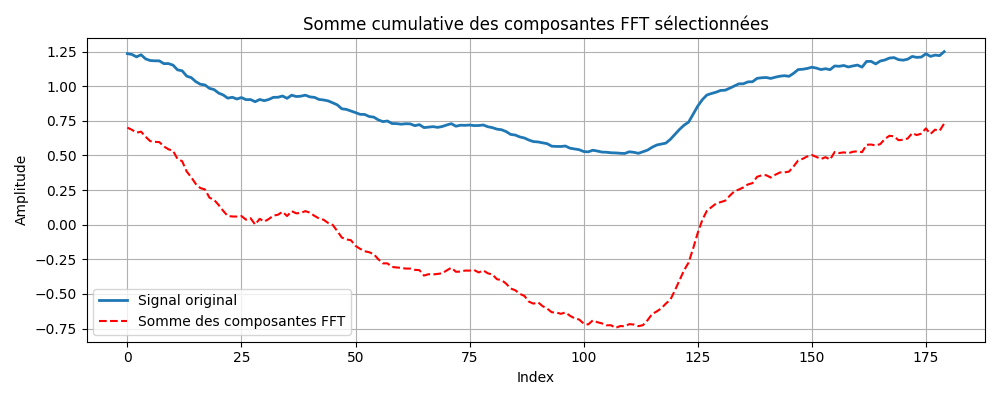 Somme cumulative des composantes FFT sélectionnées
Amplitude
1.25
1.00
0.75
0.50
0.25
0.00
−0.25
−0.50
−0.75
Signal original
Somme des composantes FFT
0 25 50 75 100 125 150 175
Index